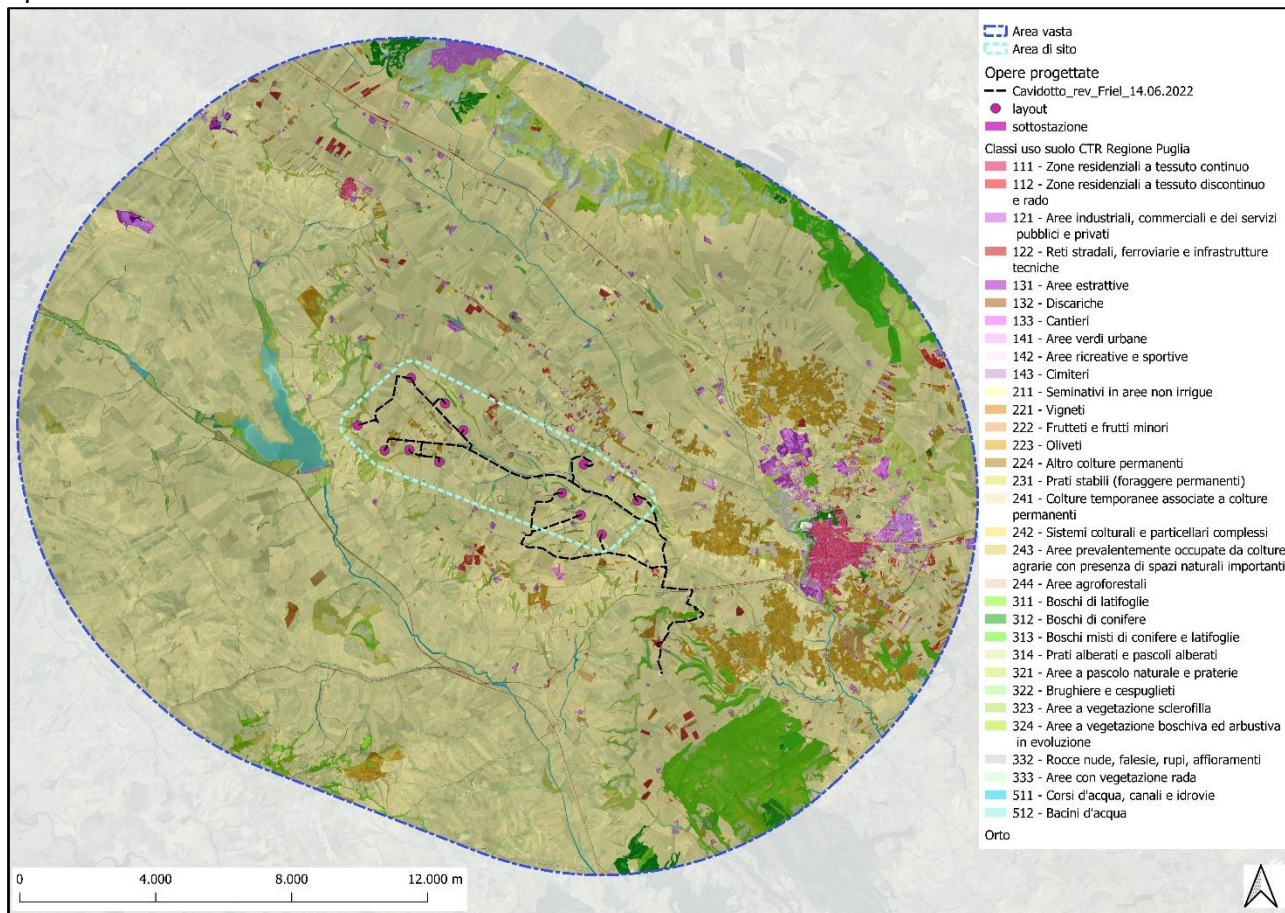 Area vasta
Area di sito
Opere progettate
Cavidotto_rev_Friel_14.06.2022
layout
sottostazione
Classi uso suolo CTR Regione Puglia
111 - Zone residenziali a tessuto continuo
112 - Zone residenziali a tessuto discontinuo
e rado
121 - Aree industriali, commerciali e dei servizi
pubblici e privati
122 - Reti stradali, ferroviarie e infrastrutture
tecniche
131 - Aree estrattive
132 - Discariche
133 - Cantieri
141 - Aree verdi urbane
142 - Aree ricreative e sportive
143 - Cimiteri
211 - Seminativi in aree non irrigue
221 - Vigneti
222 - Frutteti e frutti minori
223 - Oliveti
224 - Altro colture permanenti
231 - Prati stabili (foraggere permanenti)
241 - Colture temporanee associate a colture
permanenti
242 - Sistemi colturali e particellari complessi
243 - Aree prevalentemente occupate da colture
agrarie con presenza di spazi naturali importanti
244 - Aree agroforestali
311 - Boschi di latifoglie
312 - Boschi di conifere
313 - Boschi misti di conifere e latifoglie
314 - Prati alberati e pascoli alberati
321 - Aree a pascolo naturale e praterie
322 - Brughiere e cespuglieti
323 - Aree a vegetazione sclerofilla
324 - Aree a vegetazione boschiva ed arbustiva
in evoluzione
332 - Rocce nude, falesie, rupi, affioramenti
333 - Aree con vegetazione rada
511 - Corsi d'acqua, canali e idrovie
512 - Bacini d'acqua
Orto
0 4.000 8.000 12.000 m